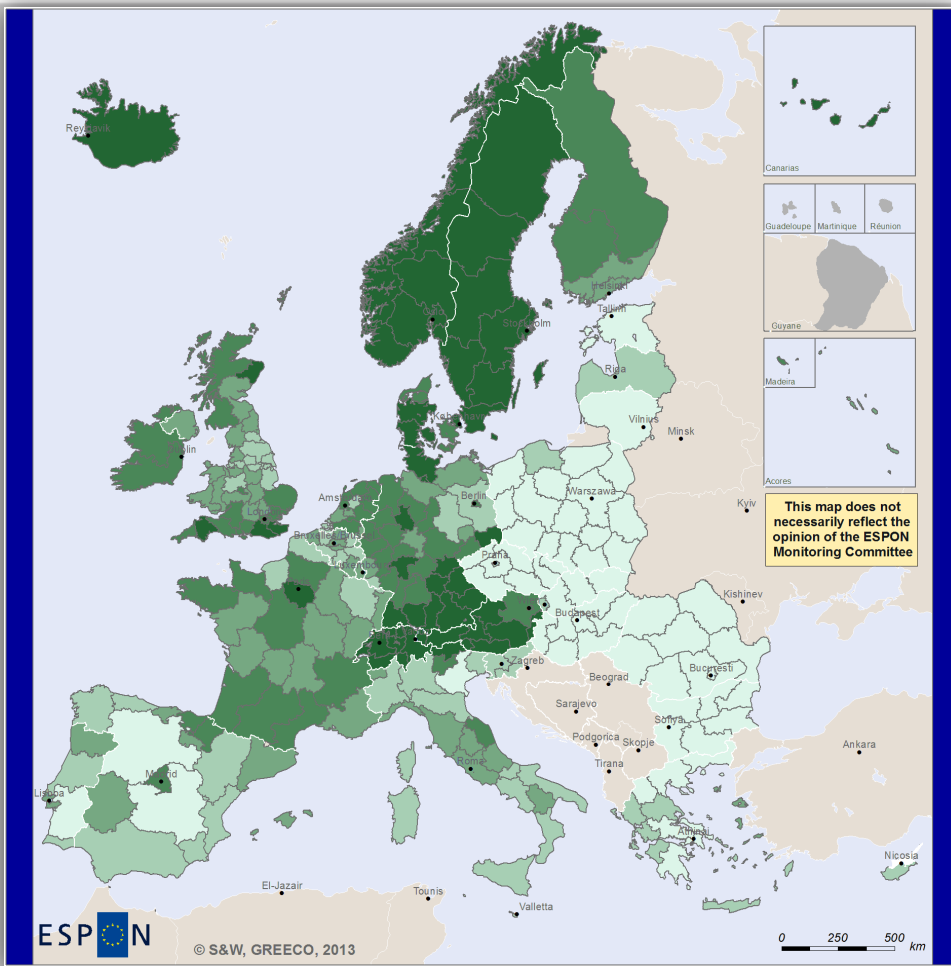 Reykjavik
Canarias
Guadeloupe
Martinique
Réunion
Guyane
Madeira
Acores
Oslo
Stockholm
Helsinki
Tallinn
Riga
Vilnius
Minsk
Dublin
London
Berlin
Warszawa
Kyiv
This map does not
necessarily reflect the
opinion of the ESPON
Monitoring Committee
Praha
Kishinev
Budapest
Zagreb
Beograd
Bucuresti
Sarajevo
Sofiya
Podgorica
Skopje
Tirana
Ankara
Roma
Madrid
Lisboa
Athinai
Nicosia
El-Jazair
Tounis
Valletta
ESPON
© S&W, GREECO, 2013
0 250 500
km